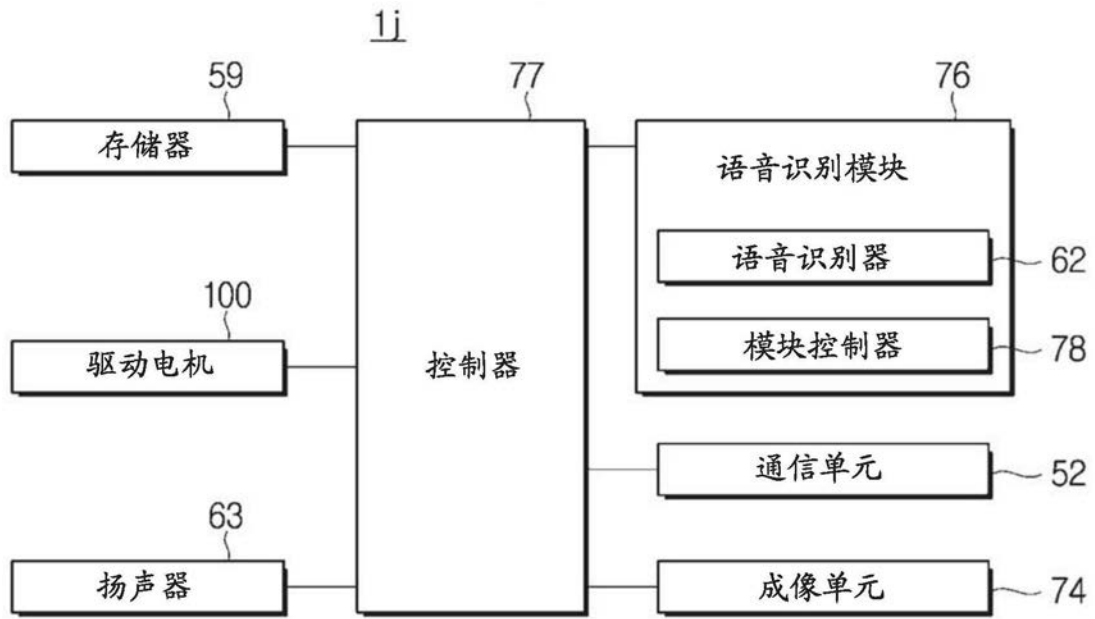 1j
59
77
76
存储器
语音识别模块
语音识别器
62
100
模块控制器
78
驱动电机
控制器
通信单元
52
63
扬声器
成像单元
74